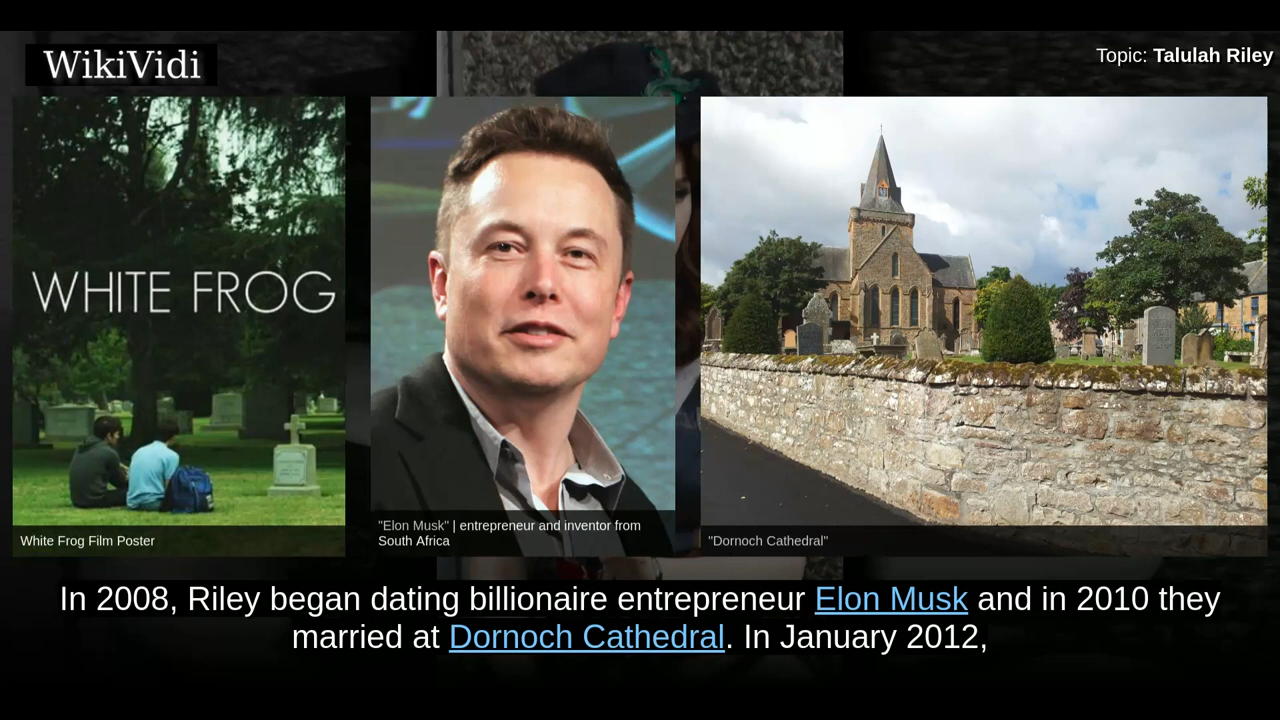 WikiVidi
Topic: Talulah Riley
WHITE FROG
White Frog Film Poster
"Elon Musk" | entrepreneur and inventor from
South Africa
"Dornoch Cathedral"
In 2008, Riley began dating billionaire entrepreneur Elon Musk and in 2010 they
married at Dornoch Cathedral. In January 2012,